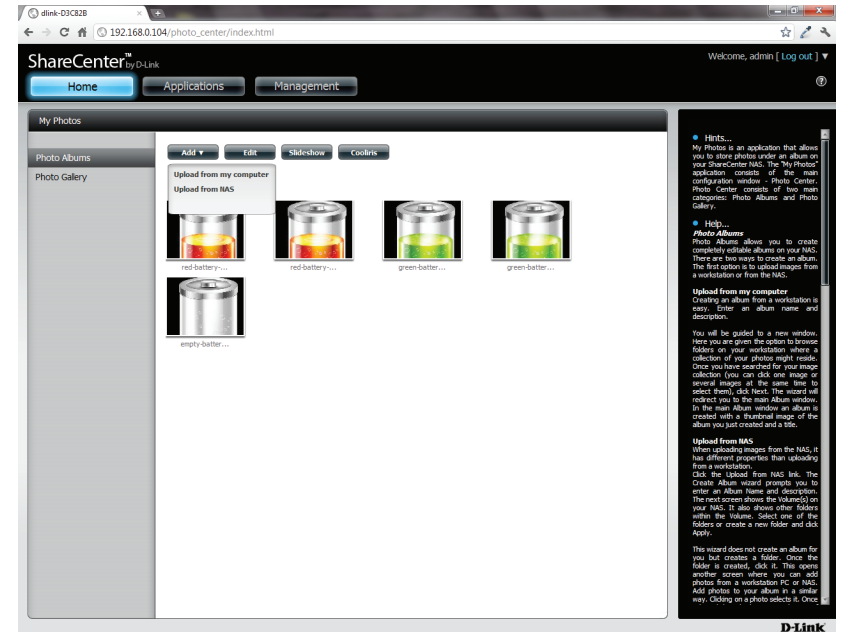 dlink-D3C82B
192.168.0.104/photo_center/index.html
ShareCenter™ by D-Link
Welcome, admin [ Log out ] ▼
Home
Applications
Management
My Photos
Photo Albums
Photo Gallery
Add ▼
Edit
Slideshow
Cooliris
Upload from my computer
Upload from NAS
red-battery-...
red-battery-...
green-batter...
green-batter...
empty-batter...
Hints...
My Photos is an application that allows
you to store photos under an album on
your ShareCenter NAS. The "My Photos"
application consists of the main
configuration window - Photo Center.
Photo Center consists of two main
categories: Photo Albums and Photo
Gallery.
Help...
Photo Albums
Photo Albums allows you to create
completely editable albums on your NAS.
There are two ways to create an album.
The first option is to upload images from
a workstation or from the NAS.
Upload from my computer
Creating an album from a workstation is
easy. Enter an album name and
description.
You will be guided to a new window.
Here you are given the option to browse
folders on your workstation where a
collection of your photos might reside.
Once you have searched for your image
collection (you can click one image or
several images at the same time to
select them), click Next. The wizard will
redirect you to the main Album window.
In the main Album window an album is
created with a thumbnail image of the
album you just created and a title.
Upload from NAS
When uploading images from the NAS, it
has different properties than uploading
from a workstation.
Click the Upload from NAS link. The
Create Album wizard prompts you to
enter an Album Name and description.
The next screen shows the Volume(s) on
your NAS. It also shows other folders
within the Volume. Select one of the
folders or create a new folder and click
Apply.
This wizard does not create an album for
you but creates a folder. Once the
folder is created, click it. This opens
another screen where you can add
photos from a workstation PC or NAS.
Add photos to your album in a similar
way. Clicking on a photo selects it. Once
D-Link